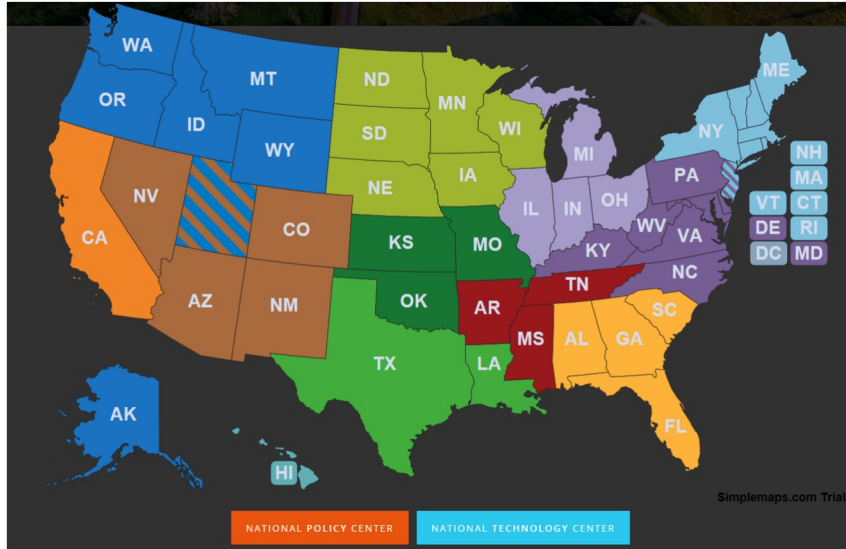 WA
MT
ND
MN
ME
OR
ID
SD
WI
NY
MI
WY
NH
NE
IA
PA
MA
NV
IL
IN
OH
VT
CT
CO
WV
VA
DE
RI
CA
KS
MO
KY
DC
MD
NC
TN
AZ
NM
OK
AR
SC
MS
AL
GA
TX
LA
AK
FL
HI
Simplemaps.com Trial
NATIONAL POLICY CENTER
NATIONAL TECHNOLOGY CENTER